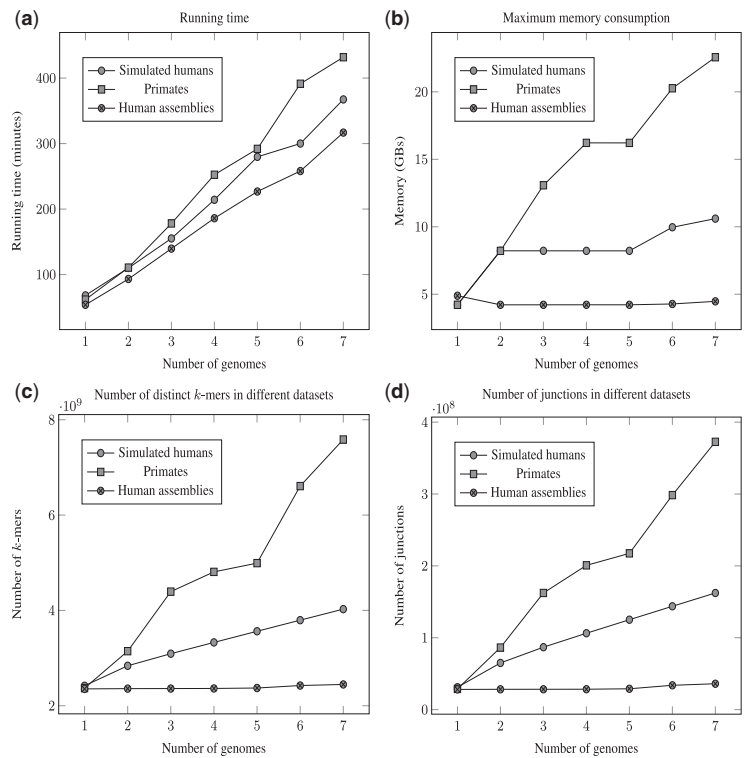 (a)
Running time
Running time (minutes)
400
300
200
100
Simulated humans
Primates
Human assemblies
1 2 3 4 5 6 7
Number of genomes
(b)
Maximum memory consumption
Memory (GBs)
20
15
10
5
Simulated humans
Primates
Human assemblies
1 2 3 4 5 6 7
Number of genomes
(c)
Number of distinct k-mers in different datasets
·10⁹
Number of k-mers
8
6
4
2
Simulated humans
Primates
Human assemblies
1 2 3 4 5 6 7
Number of genomes
(d)
Number of junctions in different datasets
·10⁸
Number of junctions
4
3
2
1
0
Simulated humans
Primates
Human assemblies
1 2 3 4 5 6 7
Number of genomes